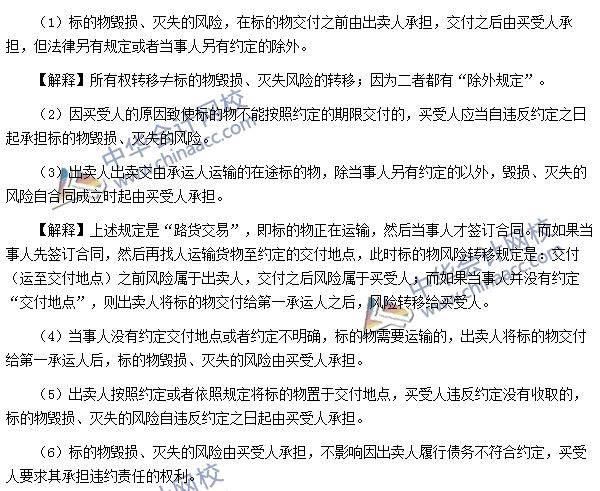 （1）标的物毁损、灭失的风险，在标的物交付之前由出卖人承担，交付之后由买受人承
担，但法律另有规定或者当事人另有约定的除外。
【解释】所有权转移≠标的物毁损、灭失风险的转移；因为二者都有“除外规定”。
（2）因买受人的原因致使标的物不能按照约定的期限交付的，买受人应当自违反约定之日
起承担标的物毁损、灭失的风险。
（3）出卖人出卖交由承运人运输的在途标的物，除当事人另有约定的以外，毁损、灭失的
风险自合同成立时起由买受人承担。
【解释】上述规定是“路货交易”，即标的物正在运输，然后当事人才签订合同。而如果当
事人先签订合同，然后再找人运输货物至约定的交付地点，此时标的物风险转移规定是：交付
（运至交付地点）之前风险属于出卖人，交付之后风险属于买受人；而如果当事人并没有约定
“交付地点”，则出卖人将标的物交付给第一承运人之后，风险转移给买受人。
（4）当事人没有约定交付地点或者约定不明确，标的物需要运输的，出卖人将标的物交付
给第一承运人后，标的物毁损、灭失的风险由买受人承担。
（5）出卖人按照约定或者依照规定将标的物置于交付地点，买受人违反约定没有收取的，
标的物毁损、灭失的风险自违反约定之日起由买受人承担。
（6）标的物毁损、灭失的风险由买受人承担，不影响因出卖人履行债务不符合约定，买受
人要求其承担违约责任的权利。
中华会计网校
www.chinaacc.com
中华会计网校
www.chinaacc.com